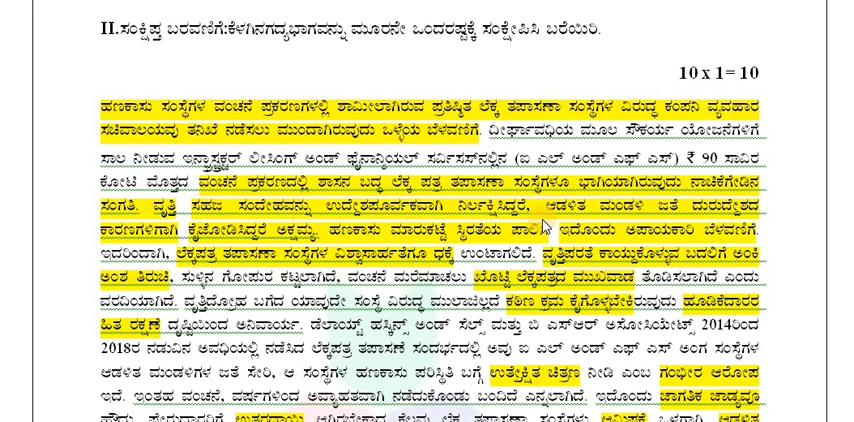 II.ಸಂಕ್ಷಿಪ್ತ ಬರವಣಿಗೆ:ಕೆಳಗಿನಗದ್ಯಭಾಗವನ್ನು ಮೂರನೇ ಒಂದರಷ್ಟಕ್ಕೆ ಸಂಕ್ಷೇಪಿಸಿ ಬರೆಯಿರಿ.
10 x 1= 10
ಹಣಕಾಸು ಸಂಸ್ಥೆಗಳ ವಂಚನೆ ಪ್ರಕರಣಗಳಲ್ಲಿ ಶಾಮೀಲಾಗಿರುವ ಪ್ರತಿಷ್ಠಿತ ಲೆಕ್ಕ ತಪಾಸಣಾ ಸಂಸ್ಥೆಗಳ ವಿರುದ್ಧ ಕಂಪನಿ ವ್ಯವಹಾರ
ಸಚಿವಾಲಯವು ತನಿಖೆ ನಡೆಸಲು ಮುಂದಾಗಿರುವುದು ಒಳ್ಳೆಯ ಬೆಳವಣಿಗೆ. ದೀರ್ಘಾವಧಿಯ ಮೂಲ ಸೌಕರ್ಯ ಯೋಜನೆಗಳಿಗೆ
ಸಾಲ ನೀಡುವ ಇನ್ಫ್ರಾಸ್ಟ್ರಕ್ಚರ್ ಲೀಸಿಂಗ್ ಅಂಡ್ ಫೈನಾನ್ಶಿಯಲ್ ಸರ್ವಿಸಸ್‌ನಲ್ಲಿನ (ಐ ಎಲ್ ಅಂಡ್ ಎಫ್ ಎಸ್) ₹ 90 ಸಾವಿರ
ಕೋಟಿ ಮೊತ್ತದ ವಂಚನೆ ಪ್ರಕರಣದಲ್ಲಿ ಶಾಸನ ಬದ್ಧ ಲೆಕ್ಕ ಪತ್ರ ತಪಾಸಣಾ ಸಂಸ್ಥೆಗಳೂ ಭಾಗಿಯಾಗಿರುವುದು ನಾಚಿಕೆಗೇಡಿನ
ಸಂಗತಿ. ವೃತ್ತಿ ಸಹಜ ಸಂದೇಹವನ್ನು ಉದ್ದೇಶಪೂರ್ವಕವಾಗಿ ನಿರ್ಲಕ್ಷಿಸಿದ್ದರೆ, ಆಡಳಿತ ಮಂಡಳಿ ಜತೆ ದುರುದ್ದೇಶದ
ಕಾರಣಗಳಿಗಾಗಿ ಕೈಜೋಡಿಸಿದ್ದರೆ ಅಕ್ಷಮ್ಯ. ಹಣಕಾಸು ಮಾರುಕಟ್ಟೆ ಸ್ಥಿರತೆಯ ಪಾಲಿಗೆ ಇದೊಂದು ಅಪಾಯಕಾರಿ ಬೆಳವಣಿಗೆ.
ಇದರಿಂದಾಗಿ, ಲೆಕ್ಕಪತ್ರ ತಪಾಸಣಾ ಸಂಸ್ಥೆಗಳ ವಿಶ್ವಾಸಾರ್ಹತೆಗೂ ಧಕ್ಕೆ ಉಂಟಾಗಲಿದೆ. ವೃತ್ತಿಪರತೆ ಕಾಯ್ದುಕೊಳ್ಳುವ ಬದಲಿಗೆ ಅಂಕಿ
ಅಂಶ ತಿರುಚಿ, ಸುಳ್ಳಿನ ಗೋಪುರ ಕಟ್ಟಲಾಗಿದೆ, ವಂಚನೆ ಮರೆಮಾಚಲು ಖೊಟ್ಟಿ ಲೆಕ್ಕಪತ್ರದ ಮುಖವಾಡ ತೊಡಿಸಲಾಗಿದೆ ಎಂದು
ವರದಿಯಾಗಿದೆ. ವೃತ್ತಿದ್ರೋಹ ಬಗೆದ ಯಾವುದೇ ಸಂಸ್ಥೆ ವಿರುದ್ಧ ಮುಲಾಜಿಲ್ಲದೆ ಕಠಿಣ ಕ್ರಮ ಕೈಗೊಳ್ಳಬೇಕಿರುವುದು ಹೂಡಿಕೆದಾರರ
ಹಿತ ರಕ್ಷಣೆ ದೃಷ್ಟಿಯಿಂದ ಅನಿವಾರ್ಯ. ಡೆಲಾಯ್ಟ್ ಹಸ್ಕಿನ್ಸ್ ಅಂಡ್ ಸೆಲ್ಸ್ ಮತ್ತು ಬಿ ಎಸ್‌ಆರ್ ಅಸೋಸಿಯೇಟ್ಸ್ 2014ರಿಂದ
2018ರ ನಡುವಿನ ಅವಧಿಯಲ್ಲಿ ನಡೆಸಿದ ಲೆಕ್ಕಪತ್ರ ತಪಾಸಣೆ ಸಂದರ್ಭದಲ್ಲಿ ಅವು ಐ ಎಲ್ ಅಂಡ್ ಎಫ್ ಎಸ್ ಅಂಗ ಸಂಸ್ಥೆಗಳ
ಆಡಳಿತ ಮಂಡಳಿಗಳ ಜತೆ ಸೇರಿ, ಆ ಸಂಸ್ಥೆಗಳ ಹಣಕಾಸು ಪರಿಸ್ಥಿತಿ ಬಗ್ಗೆ ಉತ್ಪ್ರೇಕ್ಷಿತ ಚಿತ್ರಣ ನೀಡಿ ಎಂಬ ಗಂಭೀರ ಆರೋಪ
ಇದೆ. ಇಂತಹ ವಂಚನೆ, ವರ್ಷಗಳಿಂದ ಅವ್ಯಾಹತವಾಗಿ ನಡೆದುಕೊಂಡು ಬಂದಿದೆ ಎನ್ನಲಾಗಿದೆ. ಇದೊಂದು ಜಾಗತಿಕ ಜಾಡ್ಯವೂ